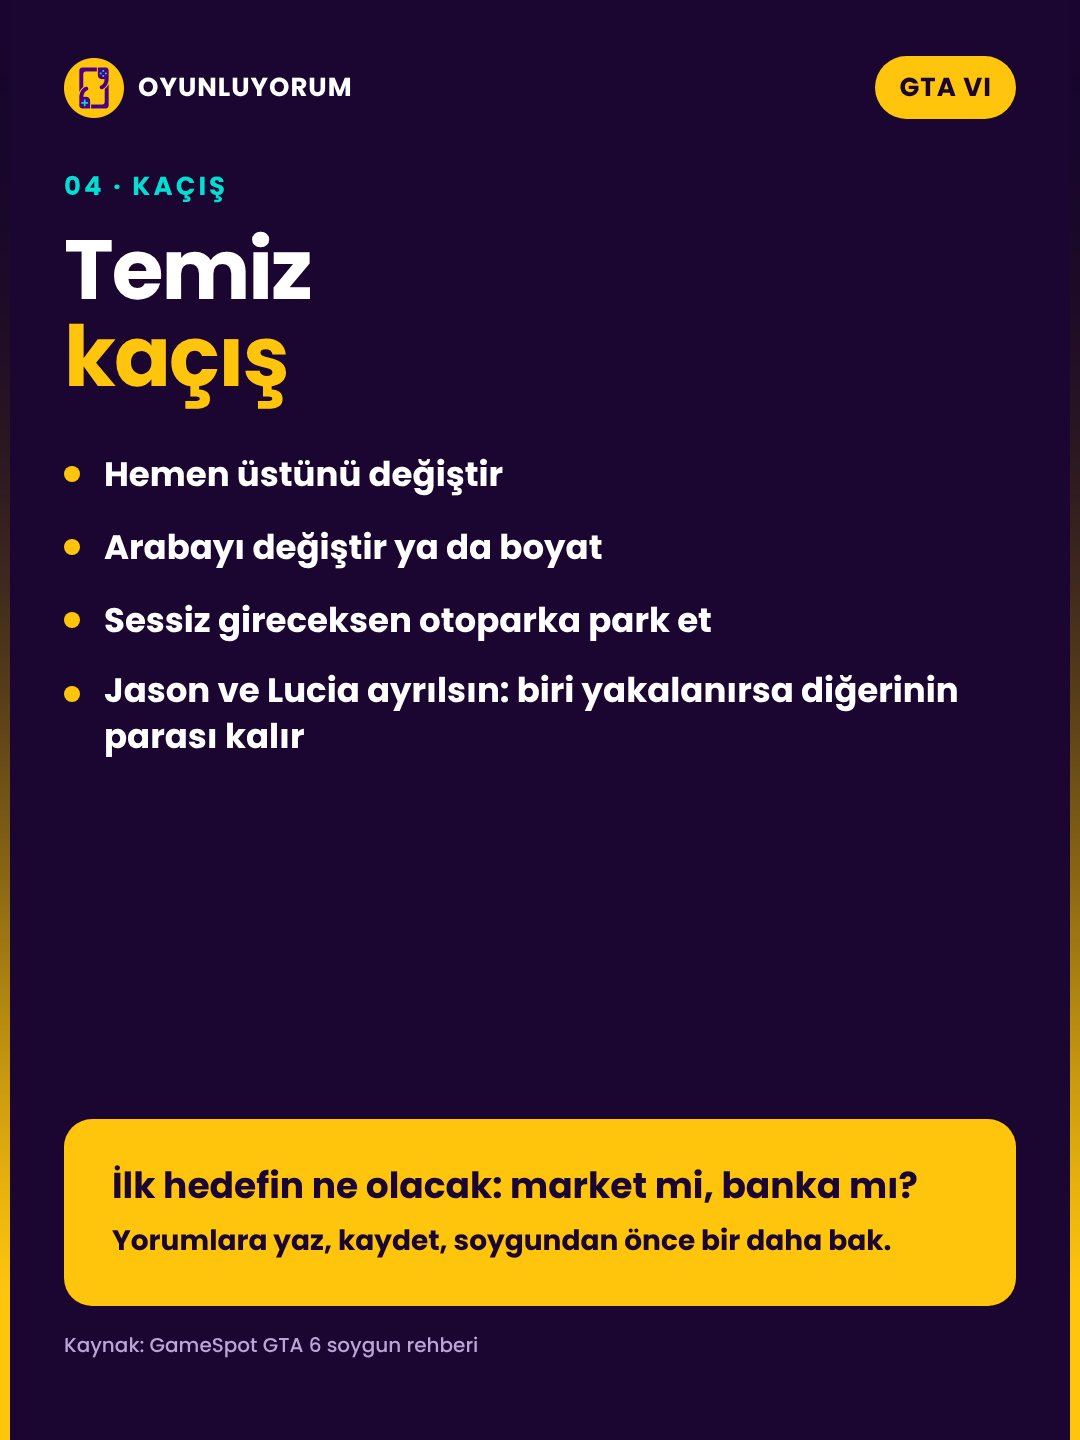 OYUNLUYORUM
GTA VI
04 · KAÇIŞ
Temiz
kaçış
Hemen üstünü değiştir
Arabayı değiştir ya da boyat
Sessiz gireceksen otoparka park et
Jason ve Lucia ayrılsın: biri yakalanırsa diğerinin
parası kalır
İlk hedefin ne olacak: market mi, banka mı?
Yorumlara yaz, kaydet, soygundan önce bir daha bak.
Kaynak: GameSpot GTA 6 soygun rehberi